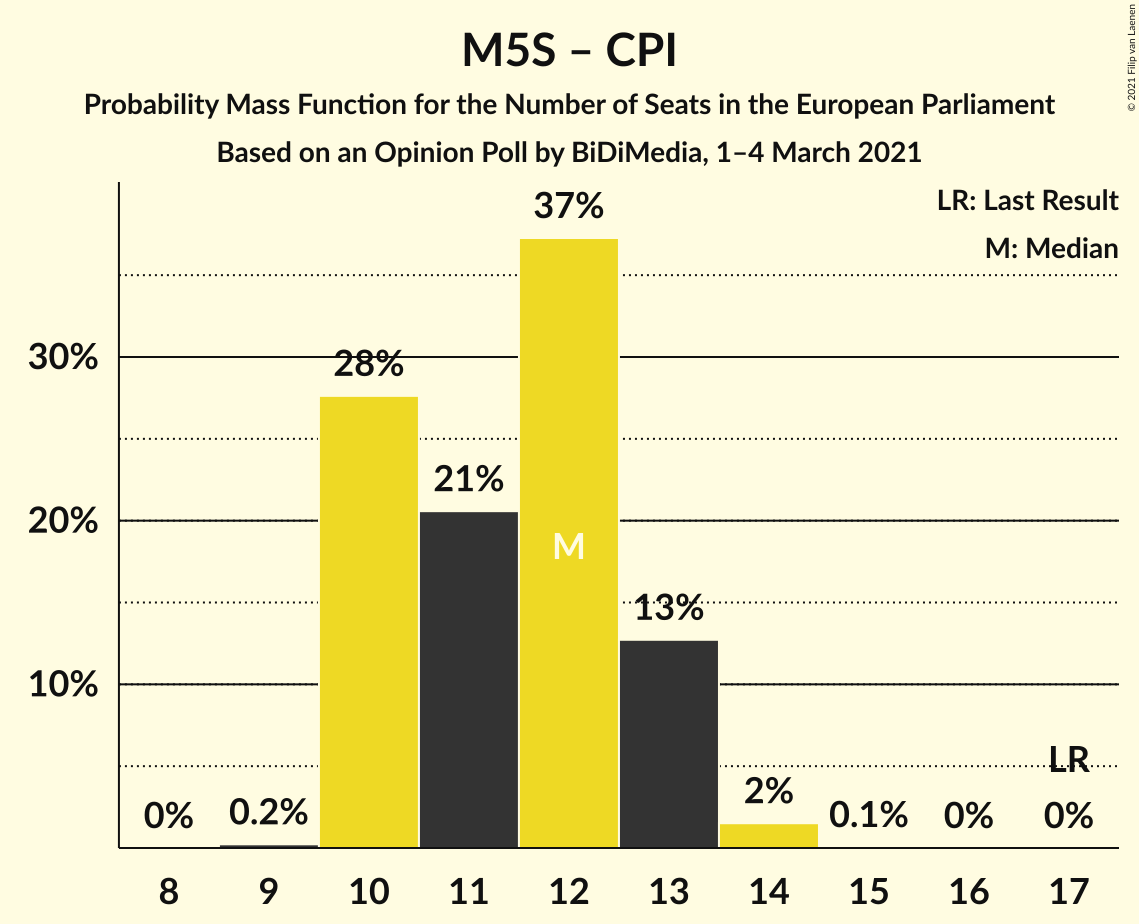 M5S – CPI
Probability Mass Function for the Number of Seats in the European Parliament
Based on an Opinion Poll by BiDiMedia, 1–4 March 2021
© 2021 Filip van Laenen
LR: Last Result
M: Median
37%
30%
28%
21%
20%
M
13%
10%
LR
0%
0.2%
2%
0.1%
0%
0%
8 9 10 11 12 13 14 15 16 17